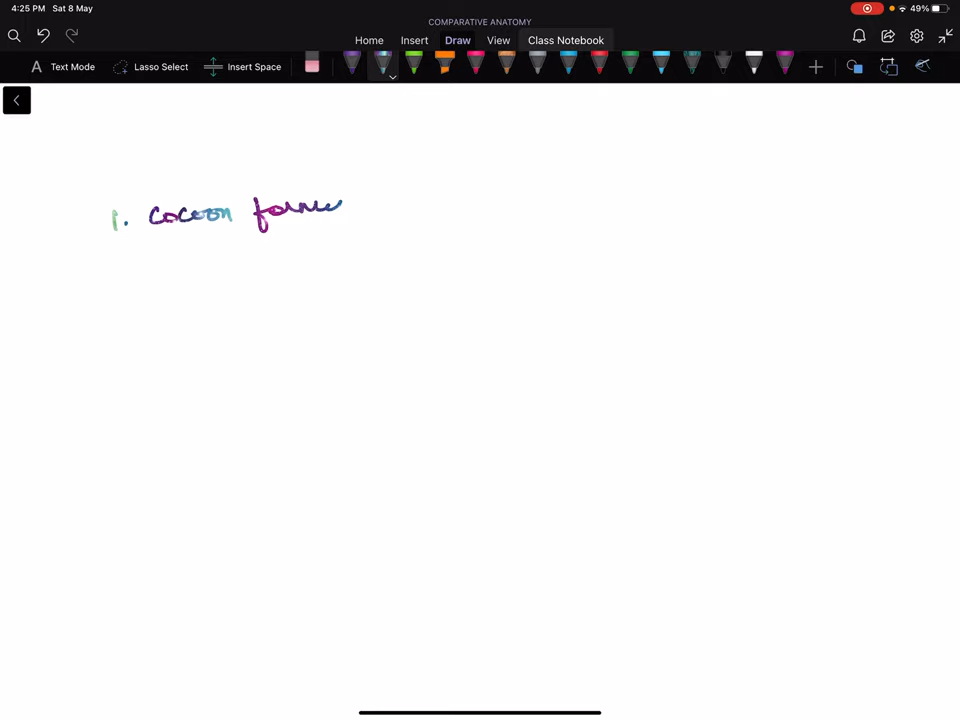 4:25 PM Sat 8 May
49%
COMPARATIVE ANATOMY
Home Insert Draw View Class Notebook
A Text Mode Lasso Select Insert Space
1. cocoon